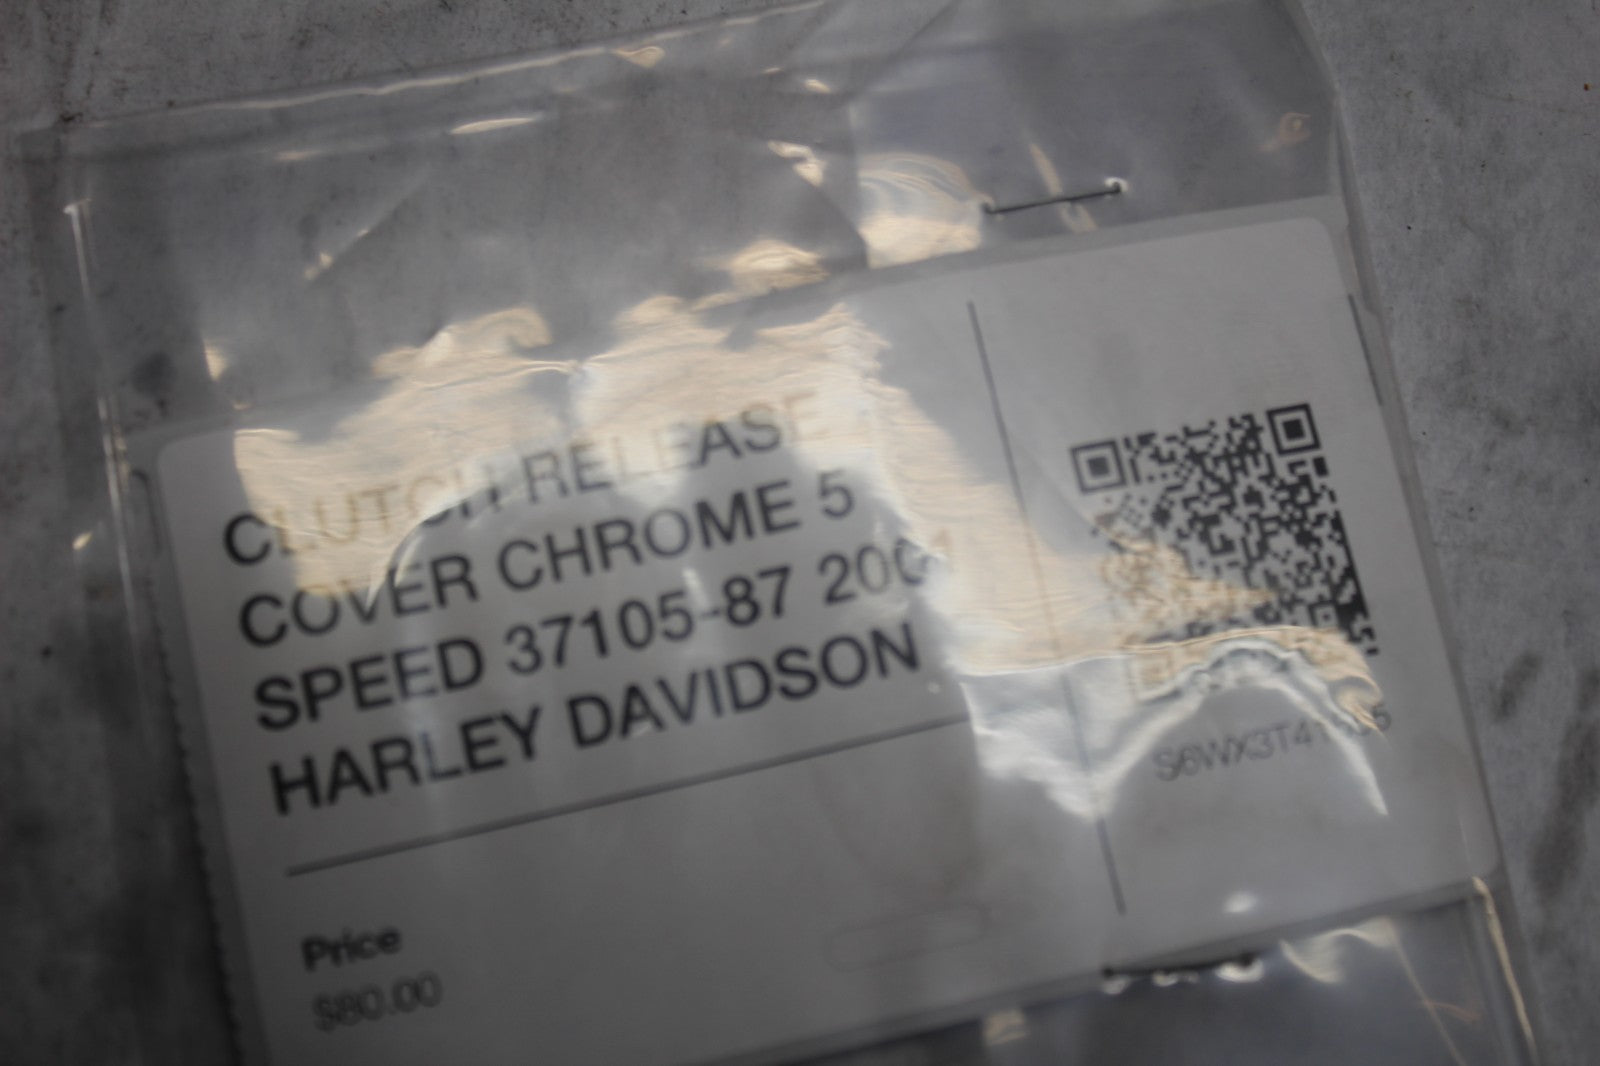 CLUTCH RELEASE
COVER CHROME 5
SPEED 37105-87 2001
HARLEY DAVIDSON
Price
$80.00